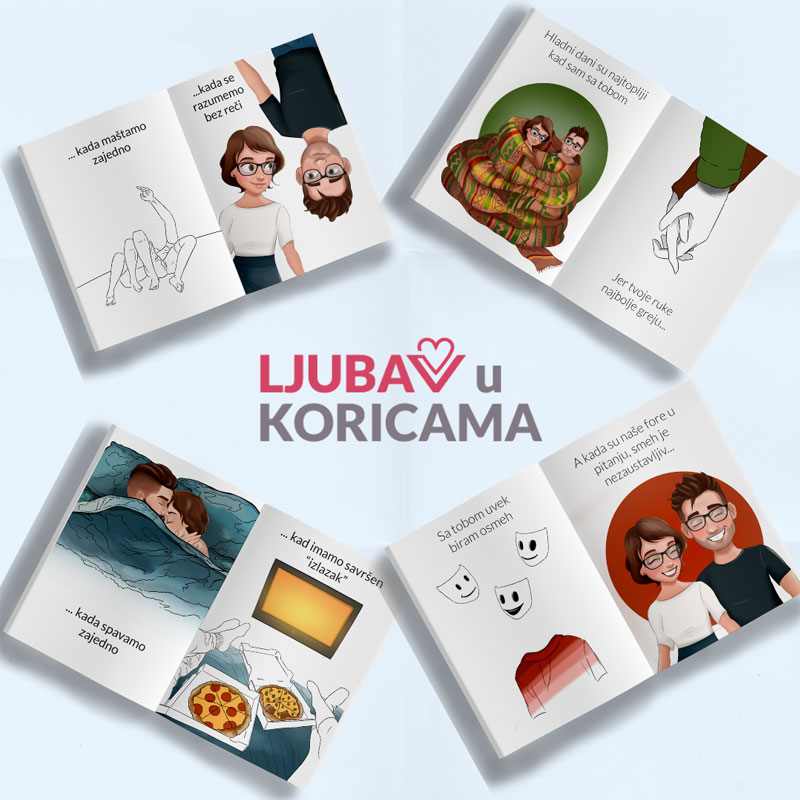 ... kada maštamo
zajedno
...kada se
razumemo
bez reči
Hladni dani su najtopliji
kad sam sa tobom
Jer tvoje ruke
najbolje greju...
LJUBAV u
KORICAMA
... kada spavamo
zajedno
... kad imamo savršen
“izlazak”
Sa tobom uvek
biram osmeh
A kada su naše fore u
pitanju, smeh je
nezaustavljiv...